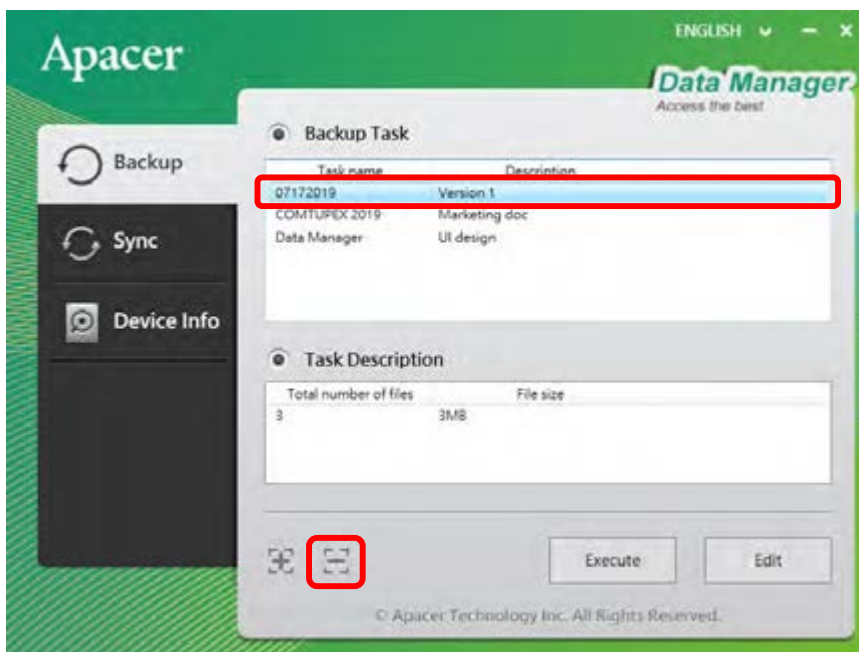 ENGLISH
Apacer
Data Manager
Access the best
Backup Task
Backup
Task name Description
07172019 Version 1
COMTUPEX 2019 Marketing doc
Sync
Data Manager UI design
Device Info
Task Description
Total number of files File size
3 3MB
Execute Edit
© Apacer Technology Inc. All Rights Reserved.